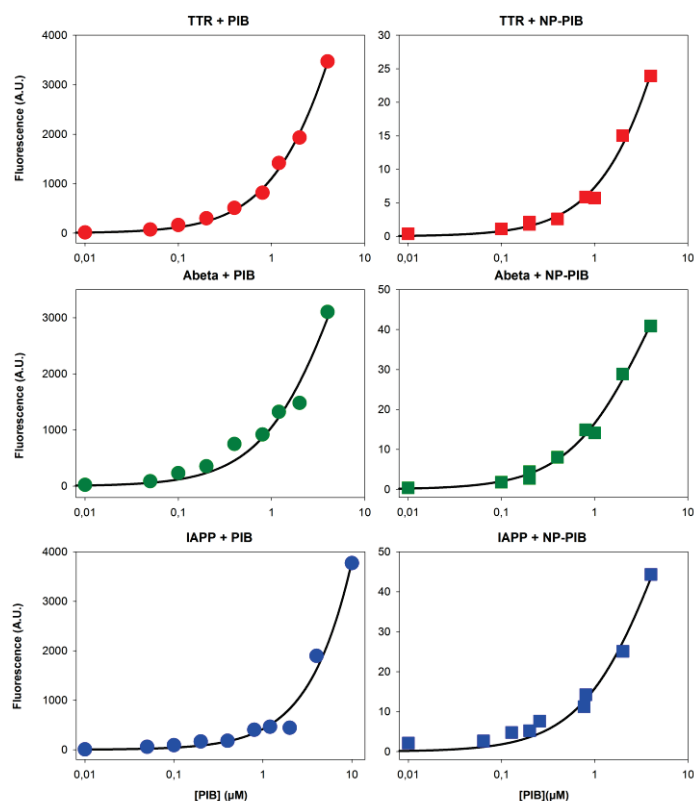 TTR + PIB
TTR + NP-PIB
Fluorescence (A.U.)
4000
3000
2000
1000
0
0,01 0,1 1 10
30
25
20
15
10
5
0
0,01 0,1 1 10
Abeta + PIB
Abeta + NP-PIB
Fluorescence (A.U.)
3000
2000
1000
0
0,01 0,1 1 10
50
40
30
20
10
0
0,01 0,1 1 10
IAPP + PIB
IAPP + NP-PIB
Fluorescence (A.U.)
4000
3000
2000
1000
0
0,01 0,1 1 10
[PIB] (µM)
50
40
30
20
10
0
0,01 0,1 1 10
[PIB](µM)